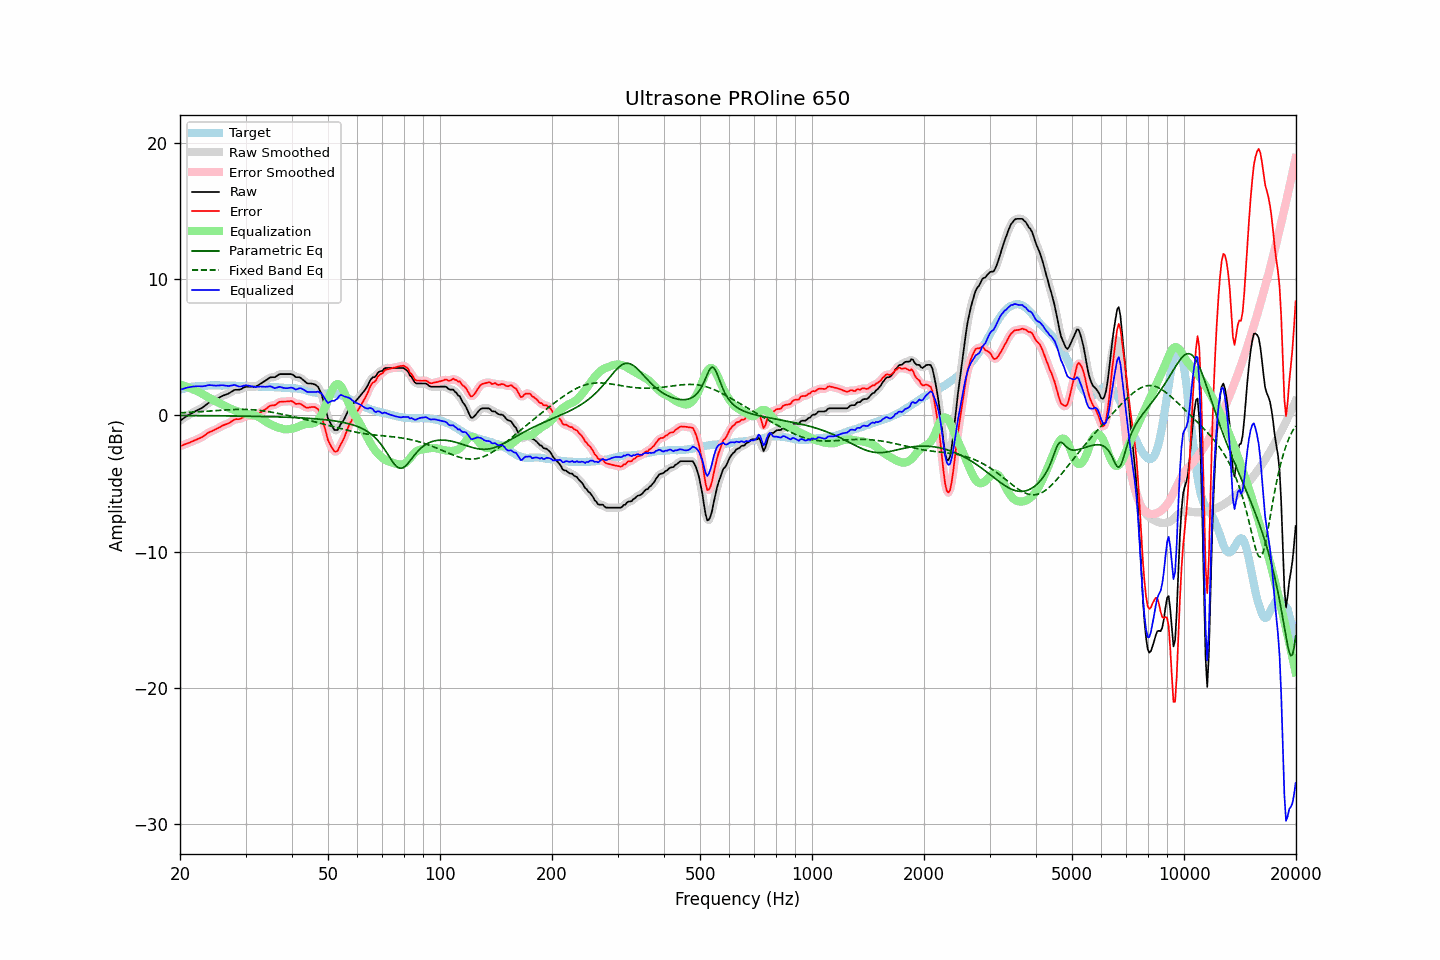 Ultrasone PROline 650
Target
Raw Smoothed
Error Smoothed
Raw
Error
Equalization
Parametric Eq
Fixed Band Eq
Equalized
20
10
0
−10
−20
−30
Amplitude (dBr)
20
50
100
200
500
1000
2000
5000
10000
20000
Frequency (Hz)